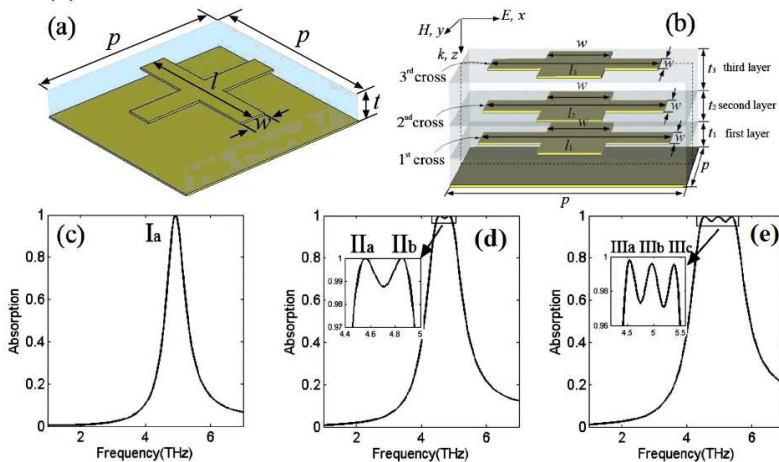 (a)
p
p
l
w
t
(b)
H, y
E, x
k, z
w
l3
w
t3 third layer
3rd cross
w
l2
w
t2 second layer
2nd cross
w
l1
w
t1 first layer
1st cross
p
p
(c)
Ia
1
0.8
0.6
0.4
0.2
0
Absorption
2 4 6
Frequency(THz)
(d)
IIa IIb
1
0.99
0.98
0.97
4.4 4.6 4.8 5
1
0.8
0.6
0.4
0.2
0
Absorption
2 4 6
Frequency(THz)
(e)
IIIa IIIb IIIc
1
0.98
0.96
4.5 5 5.5
1
0.8
0.6
0.4
0.2
0
Absorption
2 4 6
Frequency(THz)